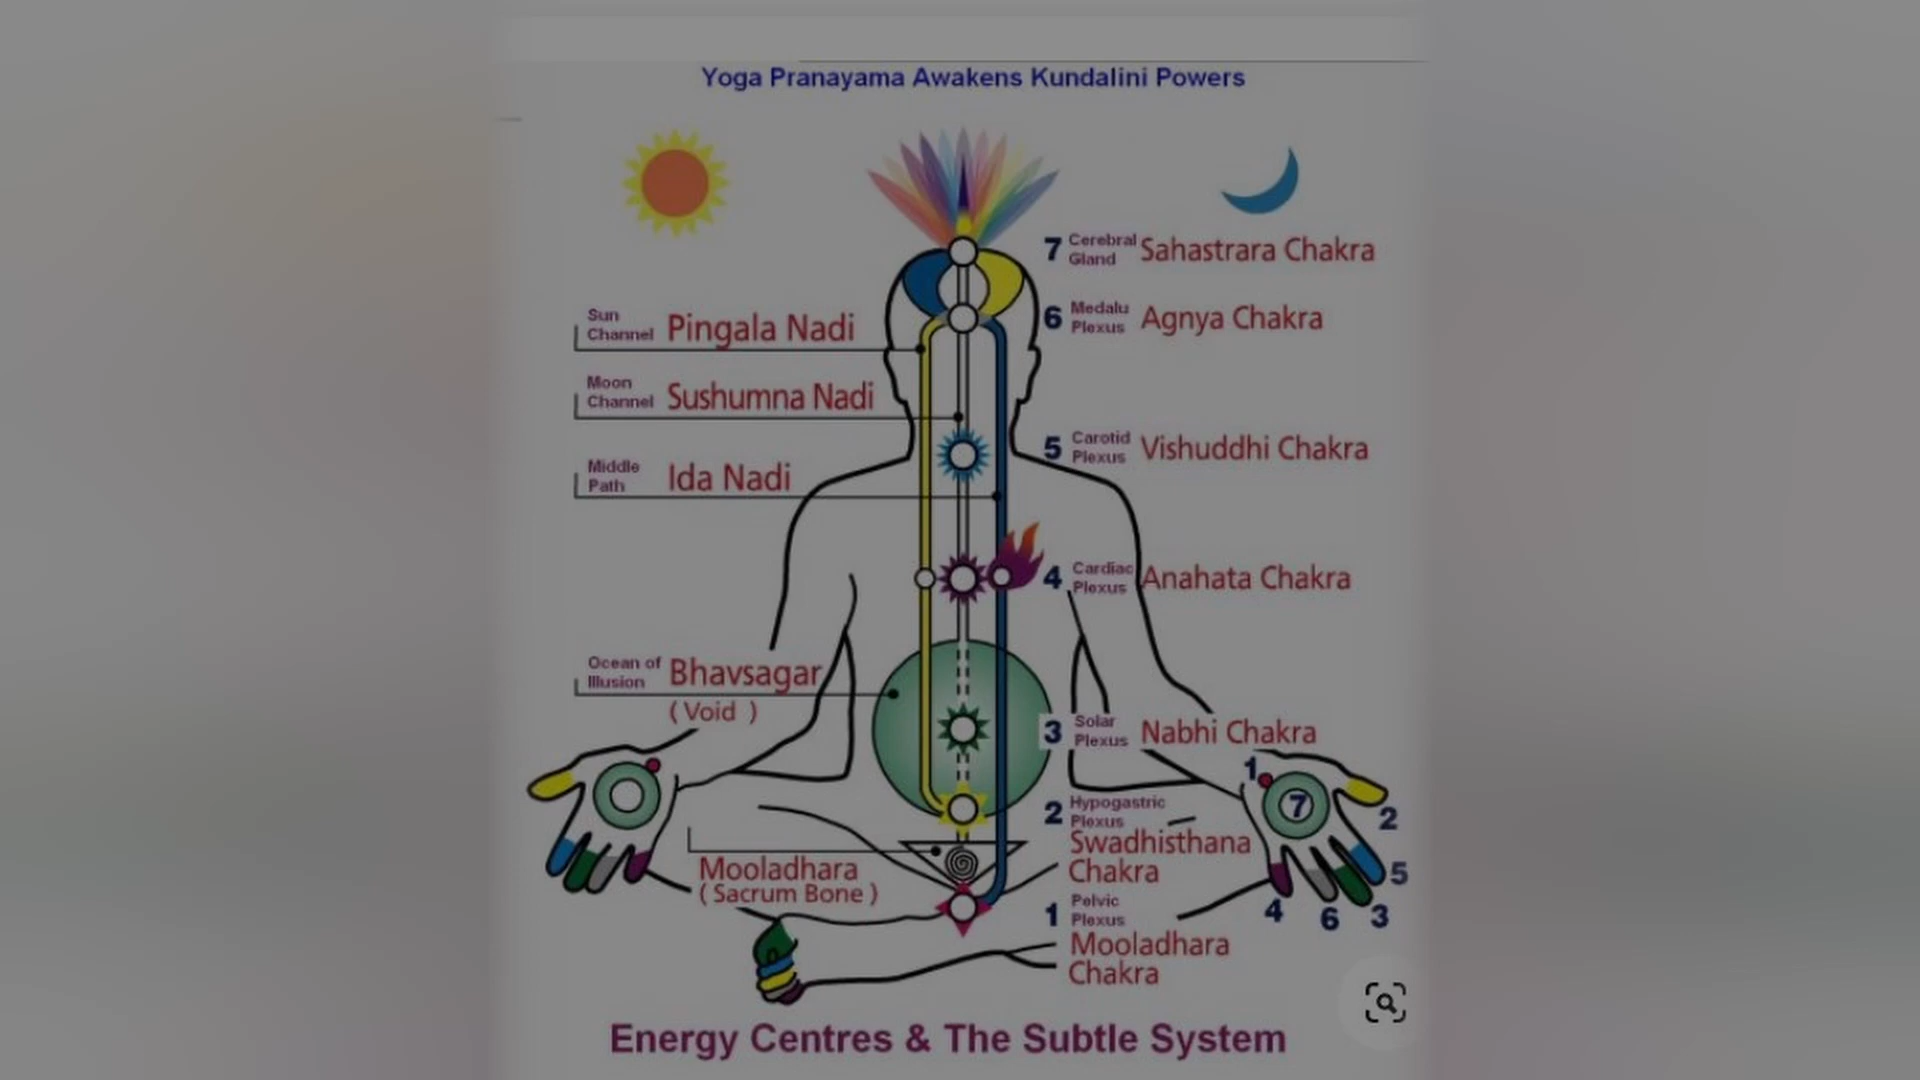 Yoga Pranayama Awakens Kundalini Powers
7 Cerebral Gland Sahastrara Chakra
Sun Channel Pingala Nadi
6 Medalu Plexus Agnya Chakra
Moon Channel Sushumna Nadi
5 Carotid Plexus Vishuddhi Chakra
Middle Path Ida Nadi
4 Cardiac Plexus Anahata Chakra
Ocean of Illusion Bhavsagar
( Void )
3 Solar Plexus Nabhi Chakra
1
7
2
5
4
6
3
2 Hypogastric Plexus
Swadhisthana
Chakra
Mooladhara
( Sacrum Bone )
1 Pelvic Plexus
Mooladhara
Chakra
Energy Centres & The Subtle System